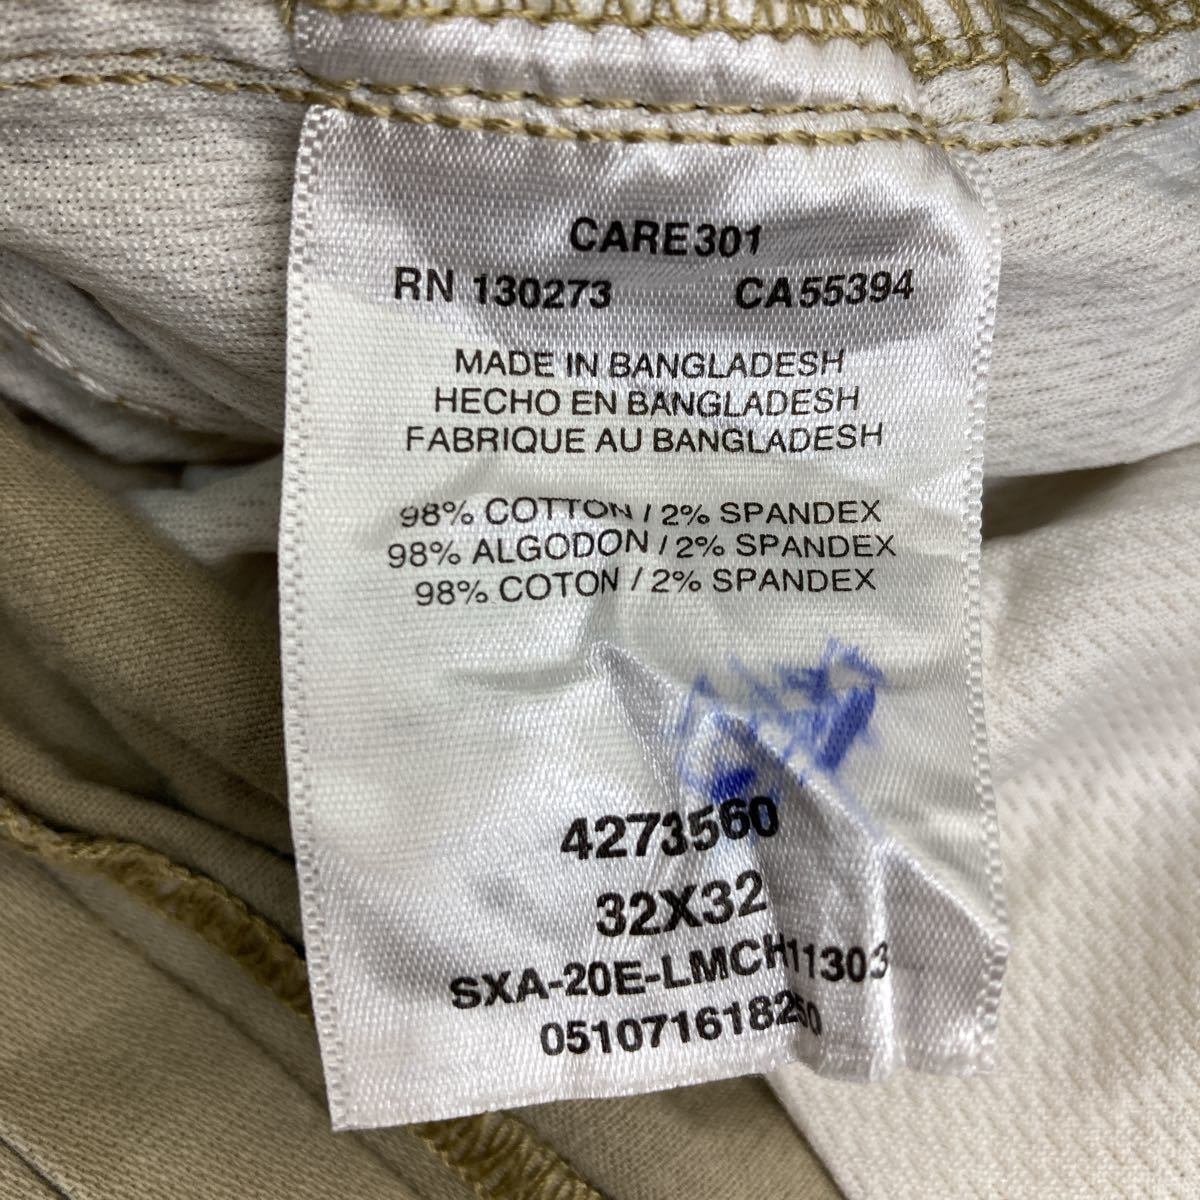 CARE301
RN 130273 CA55394
MADE IN BANGLADESH
HECHO EN BANGLADESH
FABRIQUE AU BANGLADESH
98% COTTON / 2% SPANDEX
98% ALGODON / 2% SPANDEX
98% COTON / 2% SPANDEX
4273560
32X32
SXA-20E-LMCH11303
051071618250